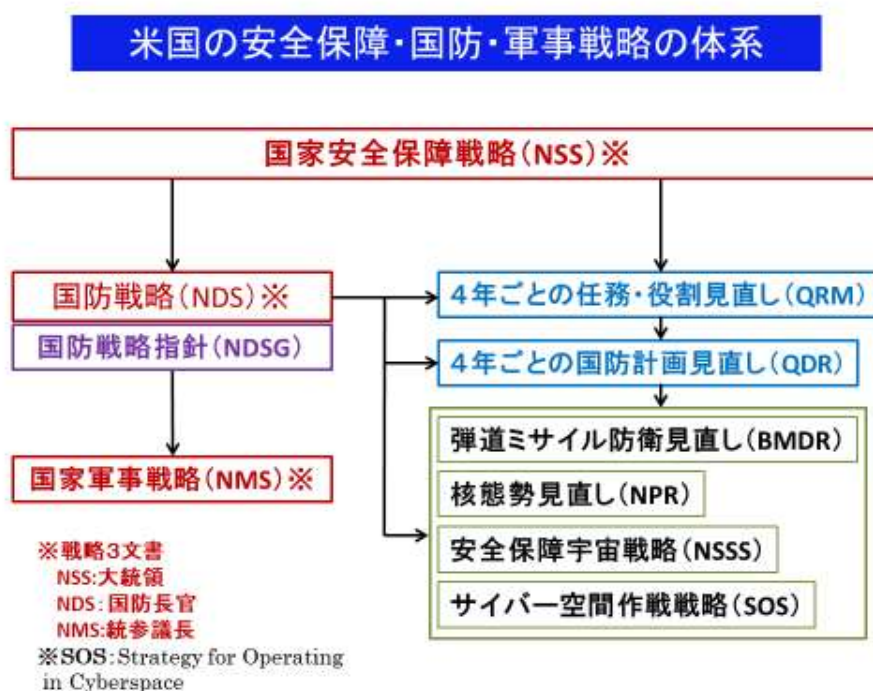 米国の安全保障・国防・軍事戦略の体系
国家安全保障戦略(NSS)※
国防戦略(NDS)※
国防戦略指針(NDSG)
国家軍事戦略(NMS)※
4年ごとの任務・役割見直し(QRM)
4年ごとの国防計画見直し(QDR)
弾道ミサイル防衛見直し(BMDR)
核態勢見直し(NPR)
安全保障宇宙戦略(NSSS)
サイバー空間作戦戦略(SOS)
※戦略3文書
NSS:大統領
NDS:国防長官
NMS:統参議長
※SOS:Strategy for Operating
in Cyberspace